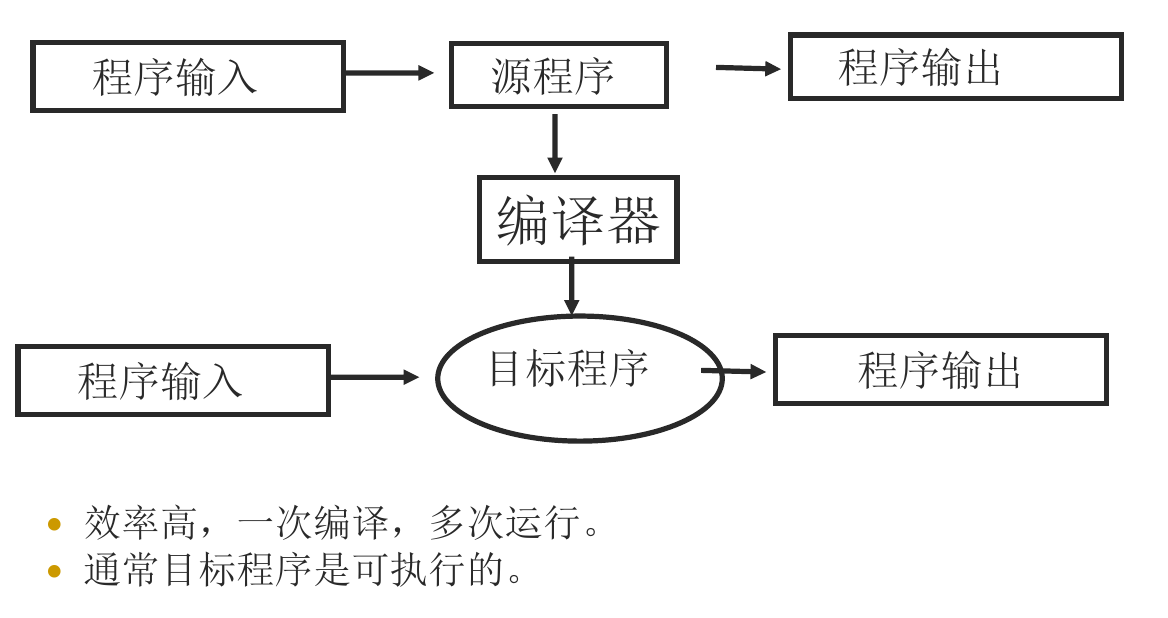 程序输入
源程序
程序输出
编译器
程序输入
目标程序
程序输出
效率高，一次编译，多次运行。
通常目标程序是可执行的。